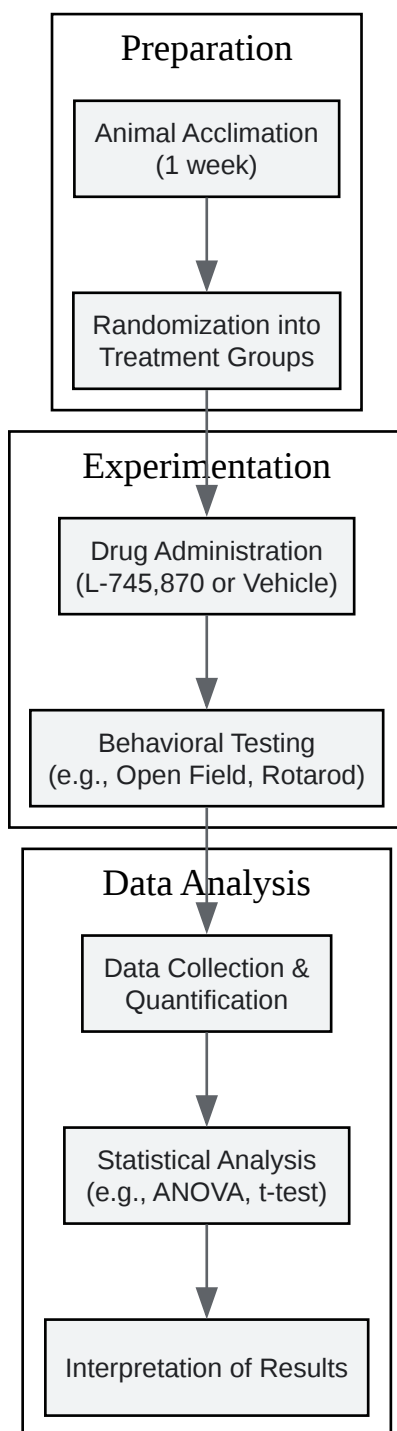 Preparation
Animal Acclimation
(1 week)
Randomization into
Treatment Groups
Experimentation
Drug Administration
(L-745,870 or Vehicle)
Behavioral Testing
(e.g., Open Field, Rotarod)
Data Analysis
Data Collection &
Quantification
Statistical Analysis
(e.g., ANOVA, t-test)
Interpretation of Results